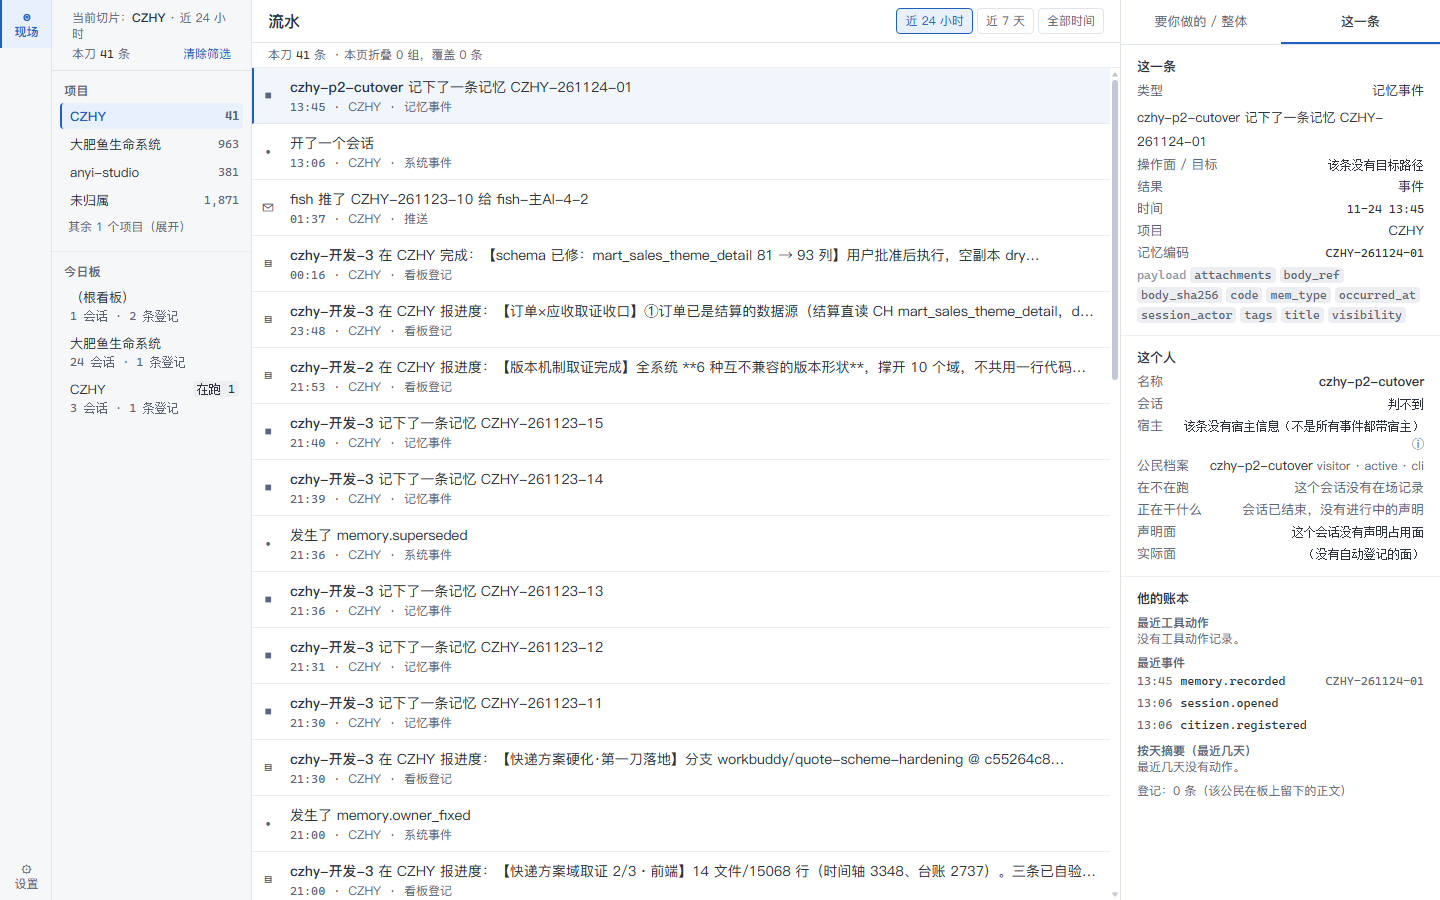 现场
设置
当前切片：CZHY · 近 24 小
时
本刀 41 条 清除筛选
项目
CZHY 41
大肥鱼生命系统 963
anyi-studio 381
未归属 1,871
其余 1 个项目（展开）
今日板
（根看板）
1 会话 · 2 条登记
大肥鱼生命系统
24 会话 · 1 条登记
CZHY 在跑 1
3 会话 · 1 条登记
流水
近 24 小时 近 7 天 全部时间
本刀 41 条 · 本页折叠 0 组，覆盖 0 条
czhy-p2-cutover 记下了一条记忆 CZHY-261124-01
13:45 · CZHY · 记忆事件
开了一个会话
13:06 · CZHY · 系统事件
fish 推了 CZHY-261123-10 给 fish-主AI-4-2
01:37 · CZHY · 推送
czhy-开发-3 在 CZHY 完成：【schema 已修：mart_sales_theme_detail 81 → 93 列】用户批准后执行，空副本 dry…
00:16 · CZHY · 看板登记
czhy-开发-3 在 CZHY 报进度：【订单×应收取证收口】①订单已是结算的数据源（结算直读 CH mart_sales_theme_detail，d…
23:48 · CZHY · 看板登记
czhy-开发-2 在 CZHY 报进度：【版本机制取证完成】全系统 **6 种互不兼容的版本形状**，撑开 10 个域，不共用一行代码…
21:53 · CZHY · 看板登记
czhy-开发-3 记下了一条记忆 CZHY-261123-15
21:40 · CZHY · 记忆事件
czhy-开发-3 记下了一条记忆 CZHY-261123-14
21:39 · CZHY · 记忆事件
发生了 memory.superseded
21:36 · CZHY · 系统事件
czhy-开发-3 记下了一条记忆 CZHY-261123-13
21:36 · CZHY · 记忆事件
czhy-开发-3 记下了一条记忆 CZHY-261123-12
21:31 · CZHY · 记忆事件
czhy-开发-3 记下了一条记忆 CZHY-261123-11
21:30 · CZHY · 记忆事件
czhy-开发-3 在 CZHY 报进度：【快递方案硬化·第一刀落地】分支 workbuddy/quote-scheme-hardening @ c55264c8…
21:30 · CZHY · 看板登记
发生了 memory.owner_fixed
21:00 · CZHY · 系统事件
czhy-开发-3 在 CZHY 报进度：【快递方案域取证 2/3·前端】14 文件/15068 行（时间轴 3348、台账 2737）。三条已自验…
21:00 · CZHY · 看板登记
要你做的 / 整体 这一条
这一条
类型 记忆事件
czhy-p2-cutover 记下了一条记忆 CZHY-
261124-01
操作面 / 目标 该条没有目标路径
结果 事件
时间 11-24 13:45
项目 CZHY
记忆编码 CZHY-261124-01
payload attachments body_ref
body_sha256 code mem_type occurred_at
session_actor tags title visibility
这个人
名称 czhy-p2-cutover
会话 判不到
宿主 该条没有宿主信息（不是所有事件都带宿主）
ⓘ
公民档案 czhy-p2-cutover visitor · active · cli
在不在跑 这个会话没有在场记录
正在干什么 会话已结束，没有进行中的声明
声明面 这个会话没有声明占用面
实际面 （没有自动登记的面）
他的账本
最近工具动作
没有工具动作记录。
最近事件
13:45 memory.recorded CZHY-261124-01
13:06 session.opened
13:06 citizen.registered
按天摘要（最近几天）
最近几天没有动作。
登记：0 条（该公民在板上留下的正文）